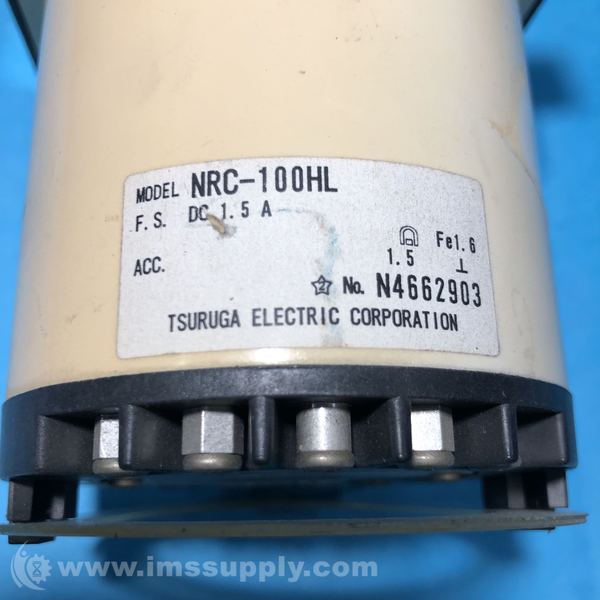 MODEL NRC-100HL
F.S. DC 1.5 A
ACC. 1.5 Fe1.6
2 No. N4662903
TSURUGA ELECTRIC CORPORATION
www.imssupply.com